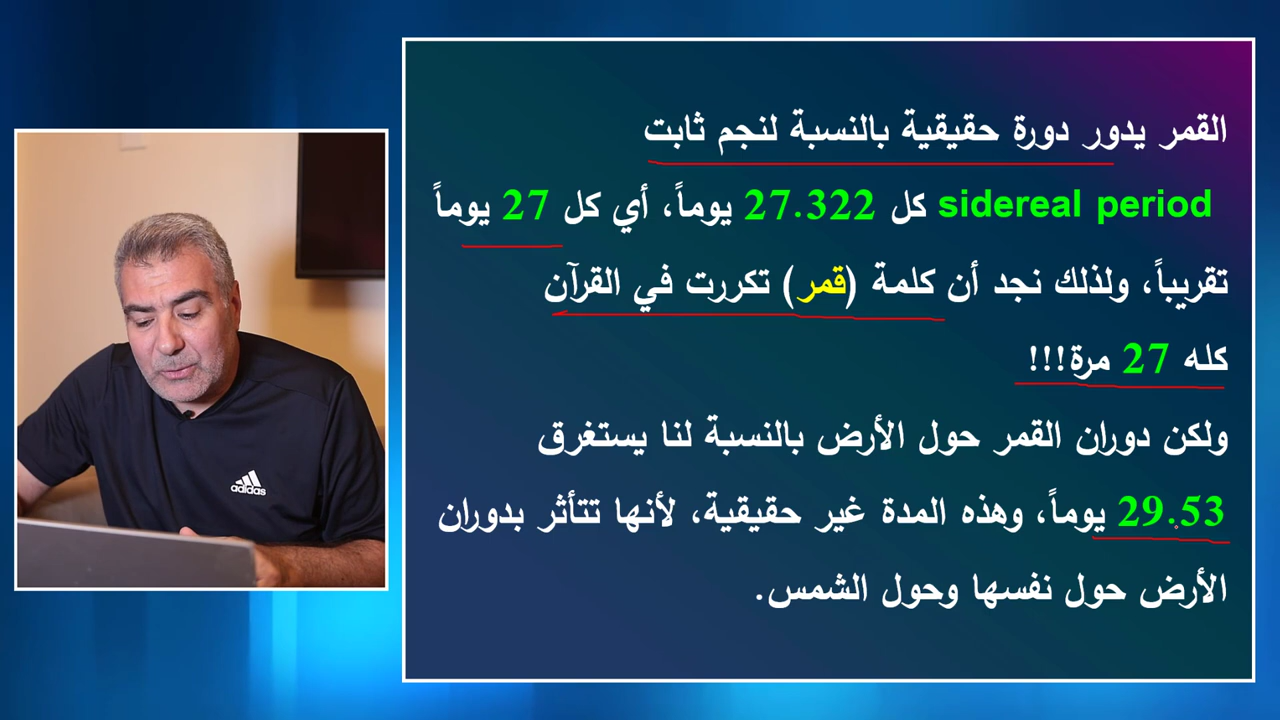 القمر يدور دورة حقيقية بالنسبة لنجم ثابت
sidereal period كل 27.322 يوماً، أي كل 27 يوماً
تقريباً، ولذلك نجد أن كلمة (قمر) تكررت في القرآن
كله 27 مرة!!!
ولكن دوران القمر حول الأرض بالنسبة لنا يستغرق
29.53 يوماً، وهذه المدة غير حقيقية، لأنها تتأثر بدوران
الأرض حول نفسها وحول الشمس.
adidas